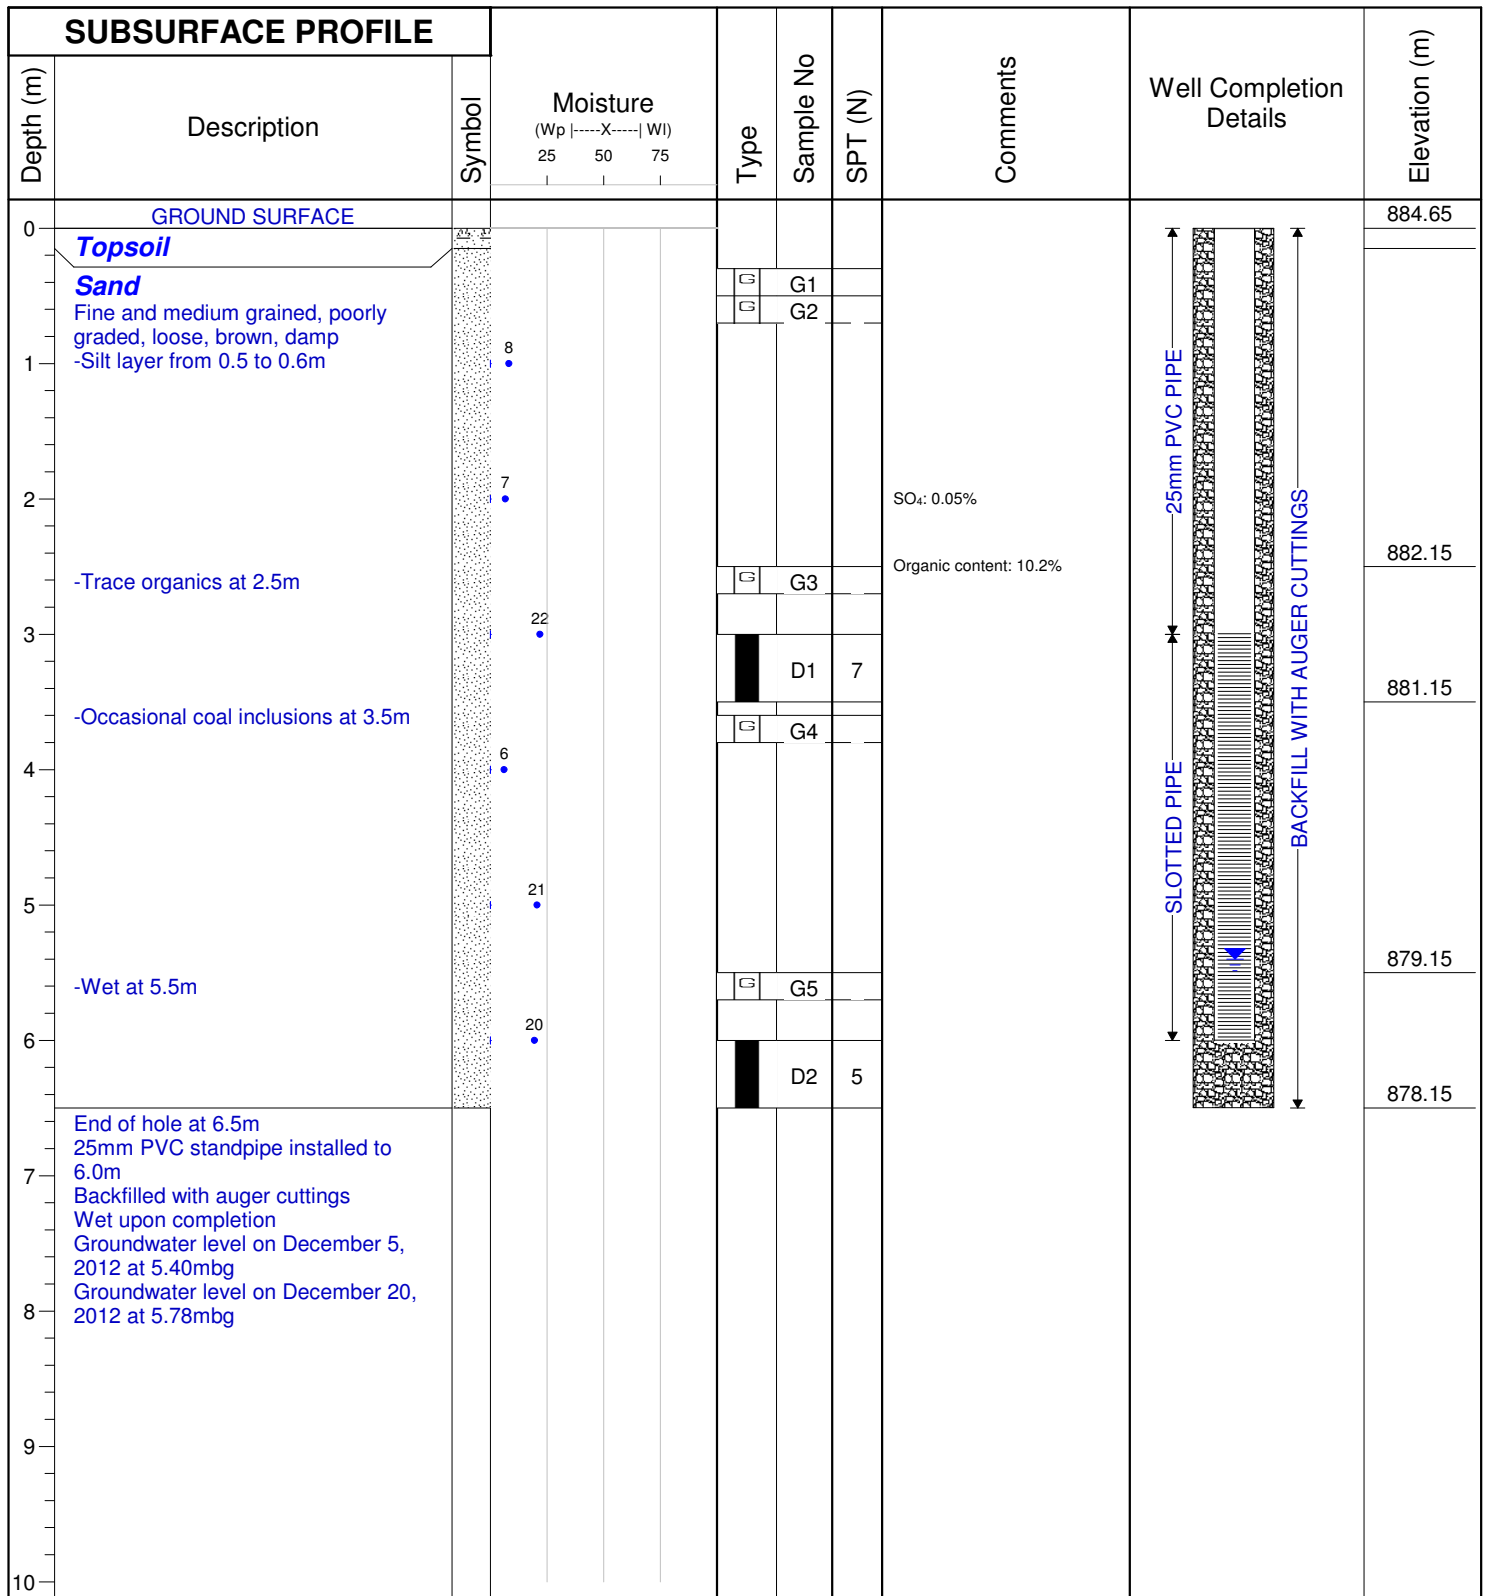 SUBSURFACE PROFILE
Depth (m)
Description
Symbol
Moisture
(Wp |-----X-----| Wl)
25 50 75
Type
Sample No
SPT (N)
Comments
Well Completion
Details
Elevation (m)
GROUND SURFACE
884.65
0
Topsoil
Sand
Fine and medium grained, poorly
graded, loose, brown, damp
-Silt layer from 0.5 to 0.6m
G G1
G G2
1
8
2
7
SO₄: 0.05%
-Trace organics at 2.5m
G G3
Organic content: 10.2%
882.15
3
22
D1 7
881.15
-Occasional coal inclusions at 3.5m
G G4
4
6
5
21
-Wet at 5.5m
G G5
879.15
6
20
D2 5
878.15
25mm PVC PIPE
SLOTTED PIPE
BACKFILL WITH AUGER CUTTINGS
End of hole at 6.5m
25mm PVC standpipe installed to
6.0m
Backfilled with auger cuttings
Wet upon completion
Groundwater level on December 5,
2012 at 5.40mbg
Groundwater level on December 20,
2012 at 5.78mbg
7
8
9
10